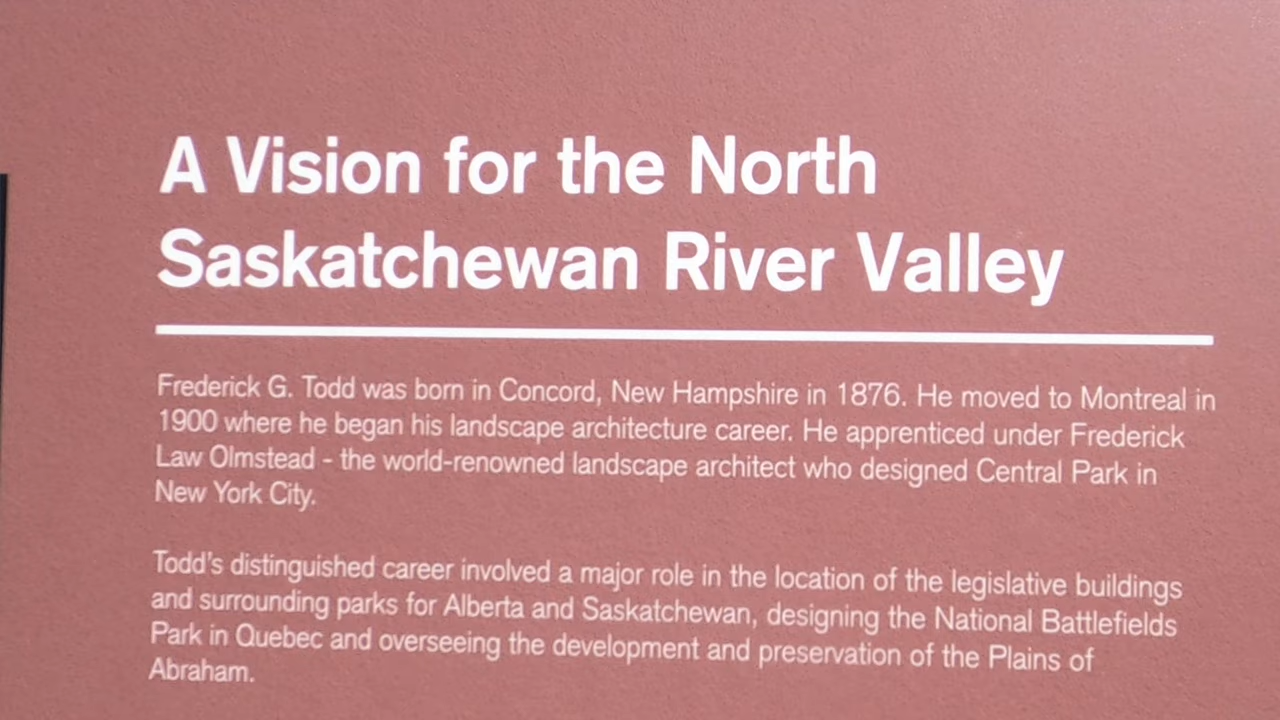 A Vision for the North
Saskatchewan River Valley
Frederick G. Todd was born in Concord, New Hampshire in 1876. He moved to Montreal in
1900 where he began his landscape architecture career. He apprenticed under Frederick
Law Olmstead - the world-renowned landscape architect who designed Central Park in
New York City.
Todd's distinguished career involved a major role in the location of the legislative buildings
and surrounding parks for Alberta and Saskatchewan, designing the National Battlefields
Park in Quebec and overseeing the development and preservation of the Plains of
Abraham.